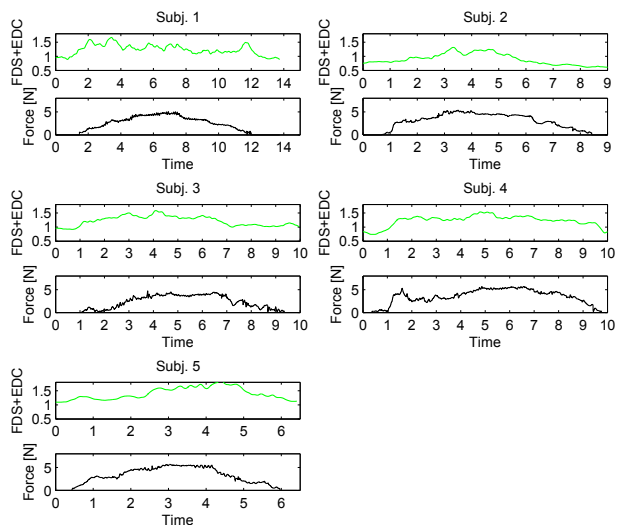 Subj. 1
FDS+EDC
1.5
1
0.5
0 2 4 6 8 10 12 14
Force [N]
5
0
0 2 4 6 8 10 12 14
Time
Subj. 2
FDS+EDC
1.5
1
0.5
0 1 2 3 4 5 6 7 8 9
Force [N]
5
0
0 1 2 3 4 5 6 7 8 9
Time
Subj. 3
FDS+EDC
1.5
1
0.5
0 1 2 3 4 5 6 7 8 9 10
Force [N]
5
0
0 1 2 3 4 5 6 7 8 9 10
Time
Subj. 4
FDS+EDC
1.5
1
0.5
0 1 2 3 4 5 6 7 8 9 10
Force [N]
5
0
0 1 2 3 4 5 6 7 8 9 10
Time
Subj. 5
FDS+EDC
1.5
1
0.5
0 1 2 3 4 5 6
Force [N]
5
0
0 1 2 3 4 5 6
Time